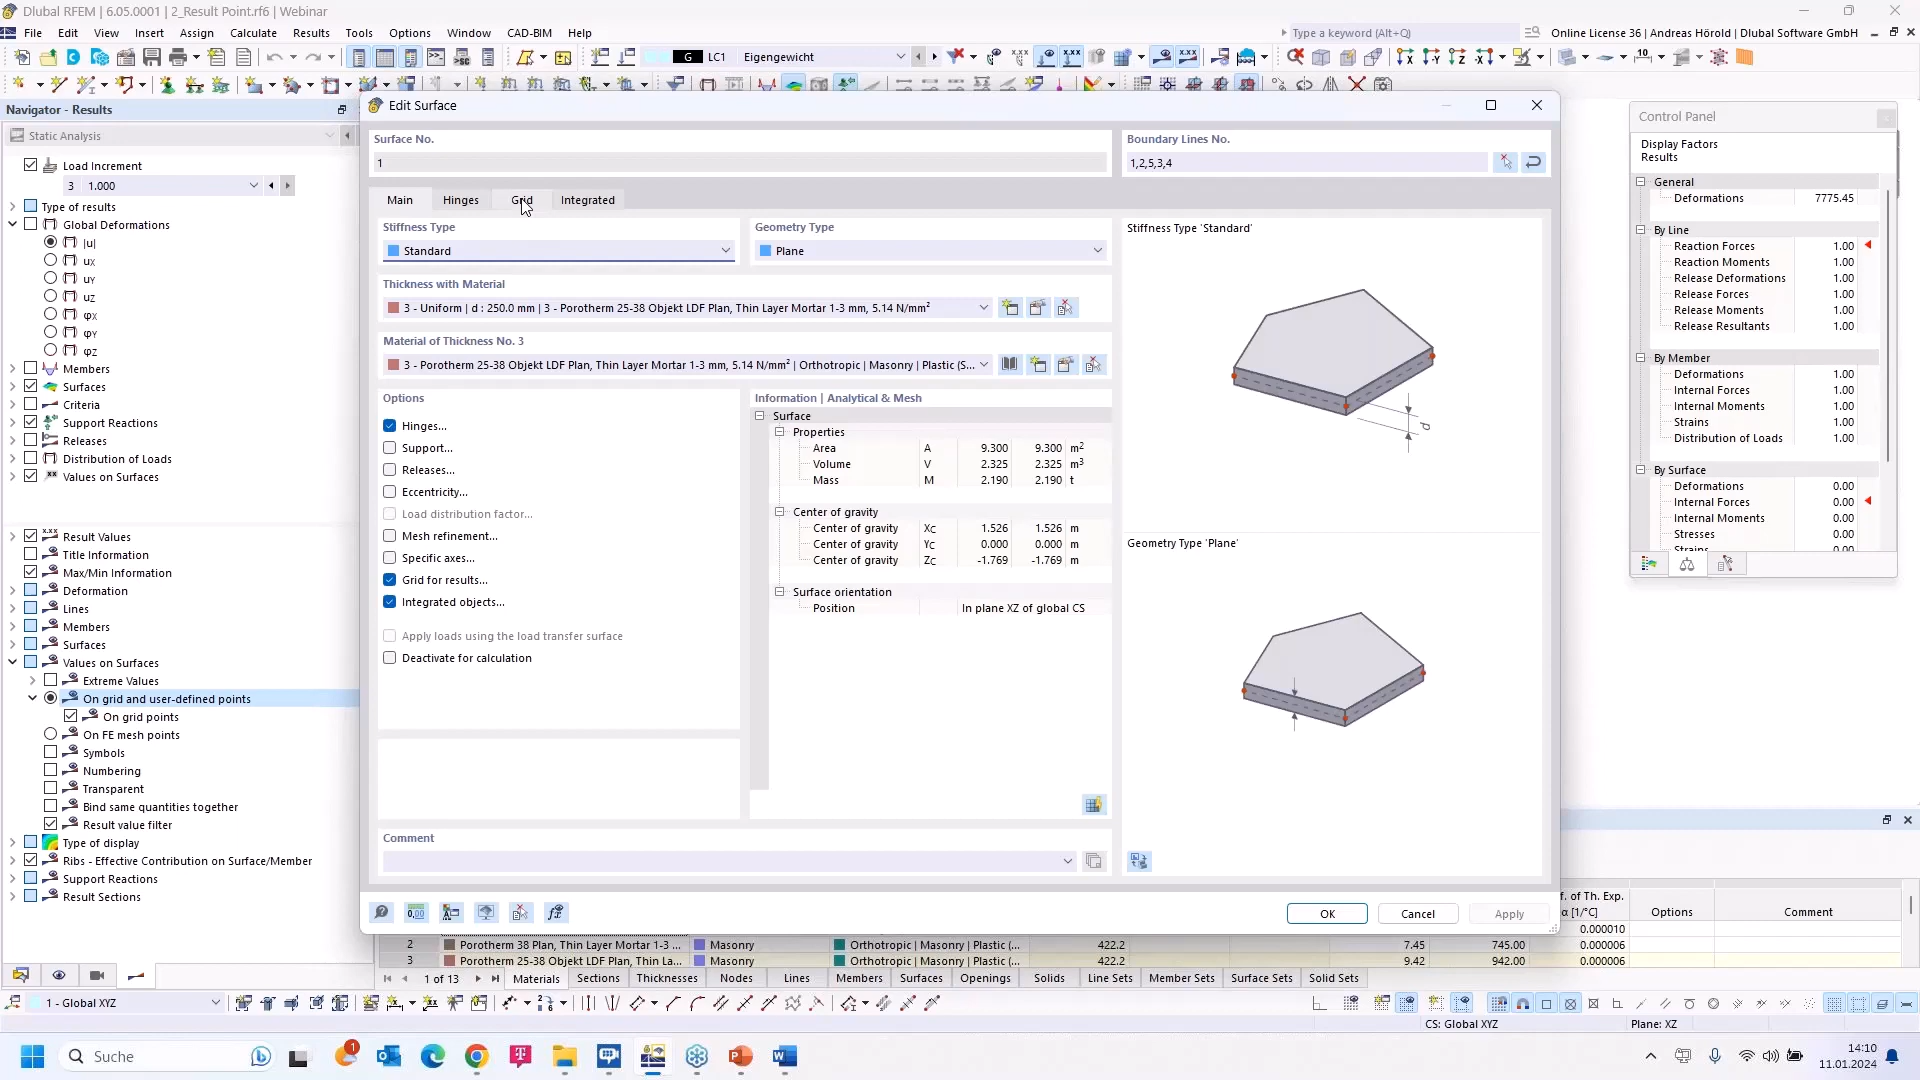 Dlubal RFEM | 6.05.0001 | 2_Result Point.rf6 | Webinar
File Edit View Insert Assign Calculate Results Tools Options Window CAD-BIM Help
Type a keyword (Alt+Q)
Online License 36 | Andreas Hörold | Dlubal Software GmbH
G LC1 Eigengewicht
Navigator - Results
Static Analysis
Load Increment
3 1.000
Type of results
Global Deformations
|u|
uX
uY
uZ
φX
φY
φZ
Members
Surfaces
Criteria
Support Reactions
Releases
Distribution of Loads
Values on Surfaces
Result Values
Title Information
Max/Min Information
Deformation
Lines
Members
Surfaces
Values on Surfaces
Extreme Values
On grid and user-defined points
On grid points
On FE mesh points
Symbols
Numbering
Transparent
Bind same quantities together
Result value filter
Type of display
Ribs - Effective Contribution on Surface/Member
Support Reactions
Result Sections
Edit Surface
Surface No.
1
Boundary Lines No.
1,2,5,3,4
Main Hinges Grid Integrated
Stiffness Type
Standard
Geometry Type
Plane
Thickness with Material
3 - Uniform | d : 250.0 mm | 3 - Porotherm 25-38 Objekt LDF Plan, Thin Layer Mortar 1-3 mm, 5.14 N/mm²
Material of Thickness No. 3
3 - Porotherm 25-38 Objekt LDF Plan, Thin Layer Mortar 1-3 mm, 5.14 N/mm² | Orthotropic | Masonry | Plastic (S...
Options
Hinges...
Support...
Releases...
Eccentricity...
Load distribution factor...
Mesh refinement...
Specific axes...
Grid for results...
Integrated objects...
Apply loads using the load transfer surface
Deactivate for calculation
Information | Analytical & Mesh
Surface
Properties
Area A 9.300 9.300 m2
Volume V 2.325 2.325 m3
Mass M 2.190 2.190 t
Center of gravity
Center of gravity XC 1.526 1.526 m
Center of gravity YC 0.000 0.000 m
Center of gravity ZC -1.769 -1.769 m
Surface orientation
Position In plane XZ of global CS
Comment
Stiffness Type 'Standard'
d
Geometry Type 'Plane'
OK Cancel Apply
Control Panel
Display Factors
Results
General
Deformations 7775.45
By Line
Reaction Forces 1.00
Reaction Moments 1.00
Release Deformations 1.00
Release Forces 1.00
Release Moments 1.00
Release Resultants 1.00
By Member
Deformations 1.00
Internal Forces 1.00
Internal Moments 1.00
Strains 1.00
Distribution of Loads 1.00
By Surface
Deformations 0.00
Internal Forces 0.00
Internal Moments 0.00
Stresses 0.00
Strains 0.00
f. of Th. Exp.
α [1/°C] Options Comment
0.000010
2 Porotherm 38 Plan, Thin Layer Mortar 1-3 ... Masonry Orthotropic | Masonry | Plastic (... 422.2 7.45 745.00 0.000006
3 Porotherm 25-38 Objekt LDF Plan, Thin La... Masonry Orthotropic | Masonry | Plastic (... 422.2 9.42 942.00 0.000006
1 of 13 Materials Sections Thicknesses Nodes Lines Members Surfaces Openings Solids Line Sets Member Sets Surface Sets Solid Sets
1 - Global XYZ
CS: Global XYZ Plane: XZ
Suche
1
14:10
11.01.2024